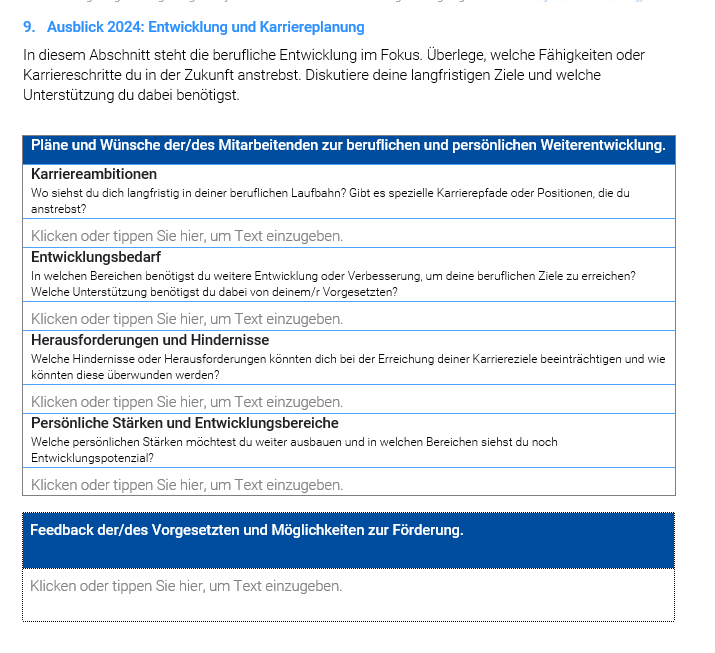 9. Ausblick 2024: Entwicklung und Karriereplanung
In diesem Abschnitt steht die berufliche Entwicklung im Fokus. Überlege, welche Fähigkeiten oder
Karriereschritte du in der Zukunft anstrebst. Diskutiere deine langfristigen Ziele und welche
Unterstützung du dabei benötigst.
Pläne und Wünsche der/des Mitarbeitenden zur beruflichen und persönlichen Weiterentwicklung.
Karriereambitionen
Wo siehst du dich langfristig in deiner beruflichen Laufbahn? Gibt es spezielle Karrierepfade oder Positionen, die du
anstrebst?
Klicken oder tippen Sie hier, um Text einzugeben.
Entwicklungsbedarf
In welchen Bereichen benötigst du weitere Entwicklung oder Verbesserung, um deine beruflichen Ziele zu erreichen?
Welche Unterstützung benötigst du dabei von deinem/r Vorgesetzten?
Klicken oder tippen Sie hier, um Text einzugeben.
Herausforderungen und Hindernisse
Welche Hindernisse oder Herausforderungen könnten dich bei der Erreichung deiner Karriereziele beeinträchtigen und wie
könnten diese überwunden werden?
Klicken oder tippen Sie hier, um Text einzugeben.
Persönliche Stärken und Entwicklungsbereiche
Welche persönlichen Stärken möchtest du weiter ausbauen und in welchen Bereichen siehst du noch
Entwicklungspotenzial?
Klicken oder tippen Sie hier, um Text einzugeben.
Feedback der/des Vorgesetzten und Möglichkeiten zur Förderung.
Klicken oder tippen Sie hier, um Text einzugeben.